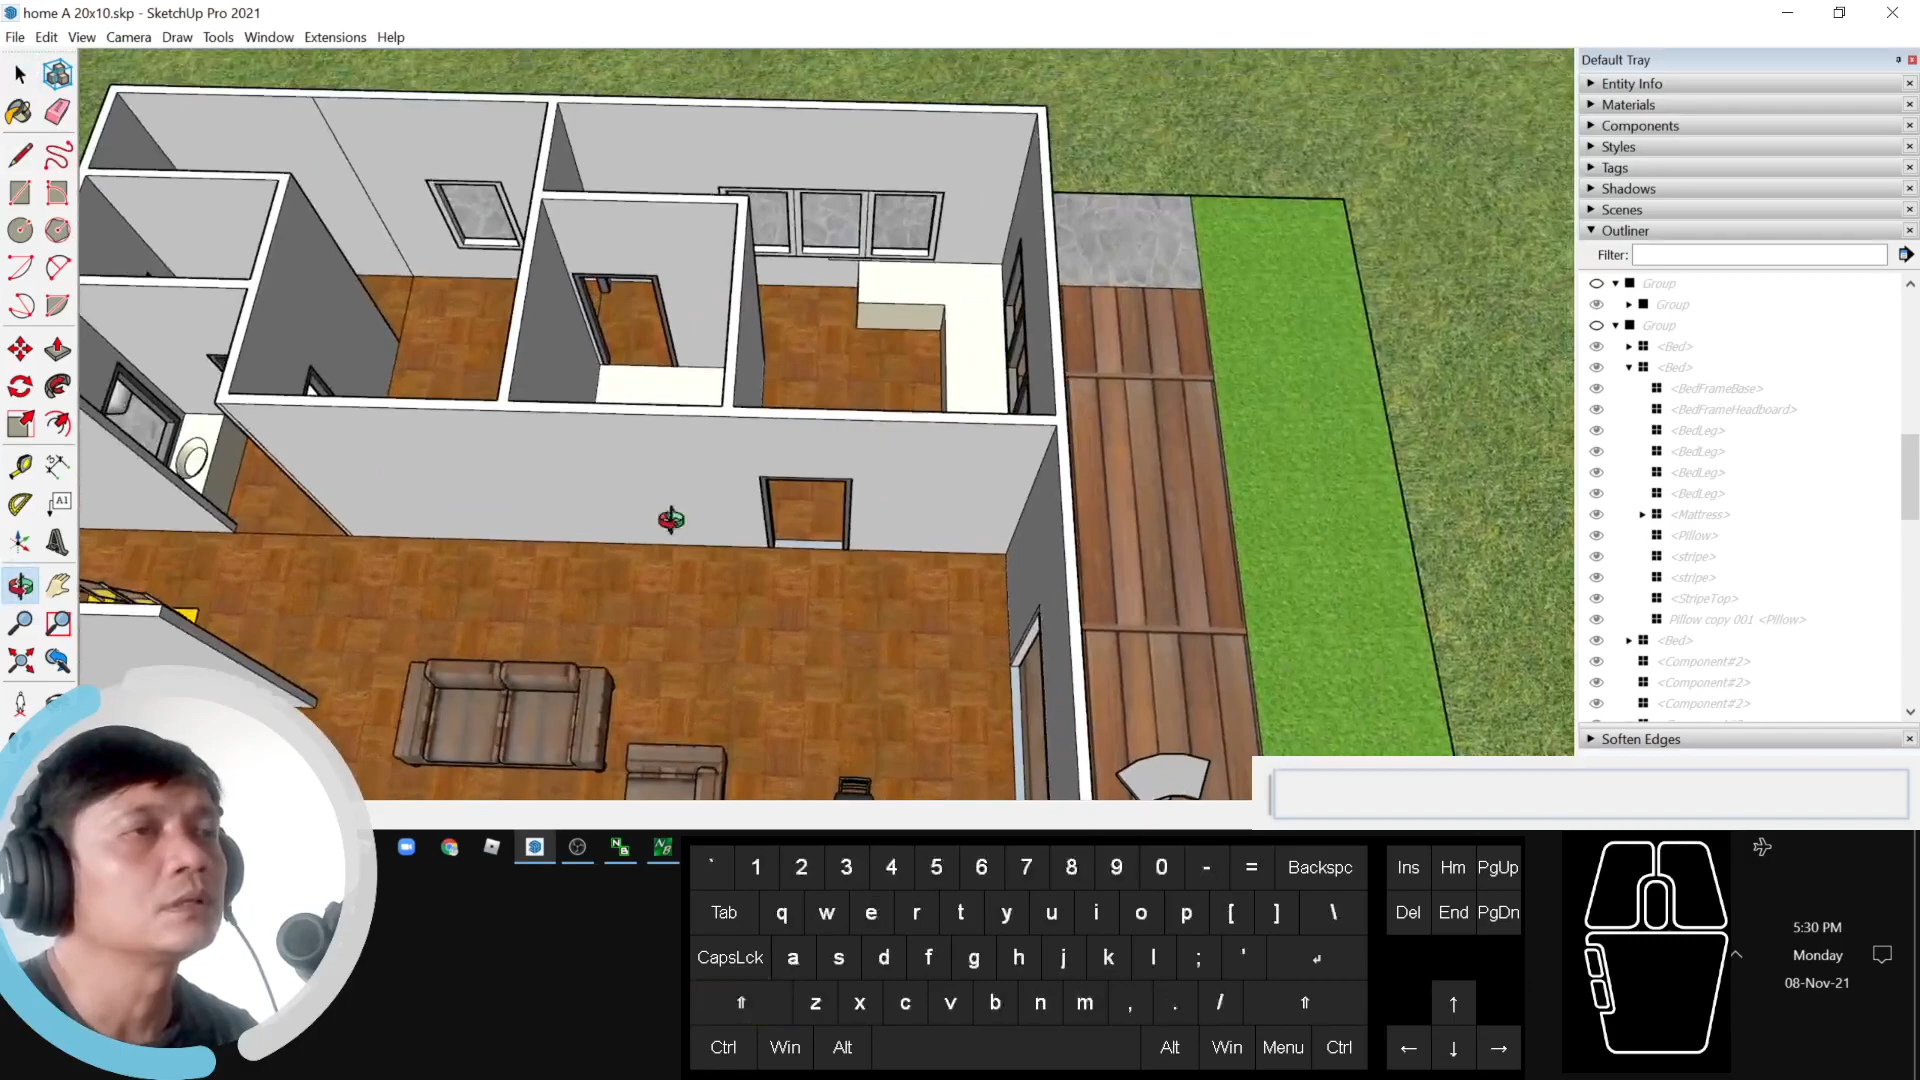 home A 20x10.skp - SketchUp Pro 2021
File Edit View Camera Draw Tools Window Extensions Help
Default Tray
Entity Info
Materials
Components
Styles
Tags
Shadows
Scenes
Outliner
Filter:
Group
Group
Group
<Bed>
<Bed>
<BedFrameBase>
<BedFrameHeadboard>
<BedLeg>
<BedLeg>
<BedLeg>
<BedLeg>
<Mattress>
<Pillow>
<stripe>
<stripe>
<StripeTop>
Pillow copy 001 <Pillow>
<Bed>
<Component#2>
<Component#2>
<Component#2>
Soften Edges
A1
` 1 2 3 4 5 6 7 8 9 0 - = Backspc Ins Hm PgUp
Tab q w e r t y u i o p [ ] \ Del End PgDn
CapsLck a s d f g h j k l ; ' ↵
⇧ z x c v b n m , . / ⇧ ↑
Ctrl Win Alt Alt Win Menu Ctrl ← ↓ →
5:30 PM
Monday
08-Nov-21